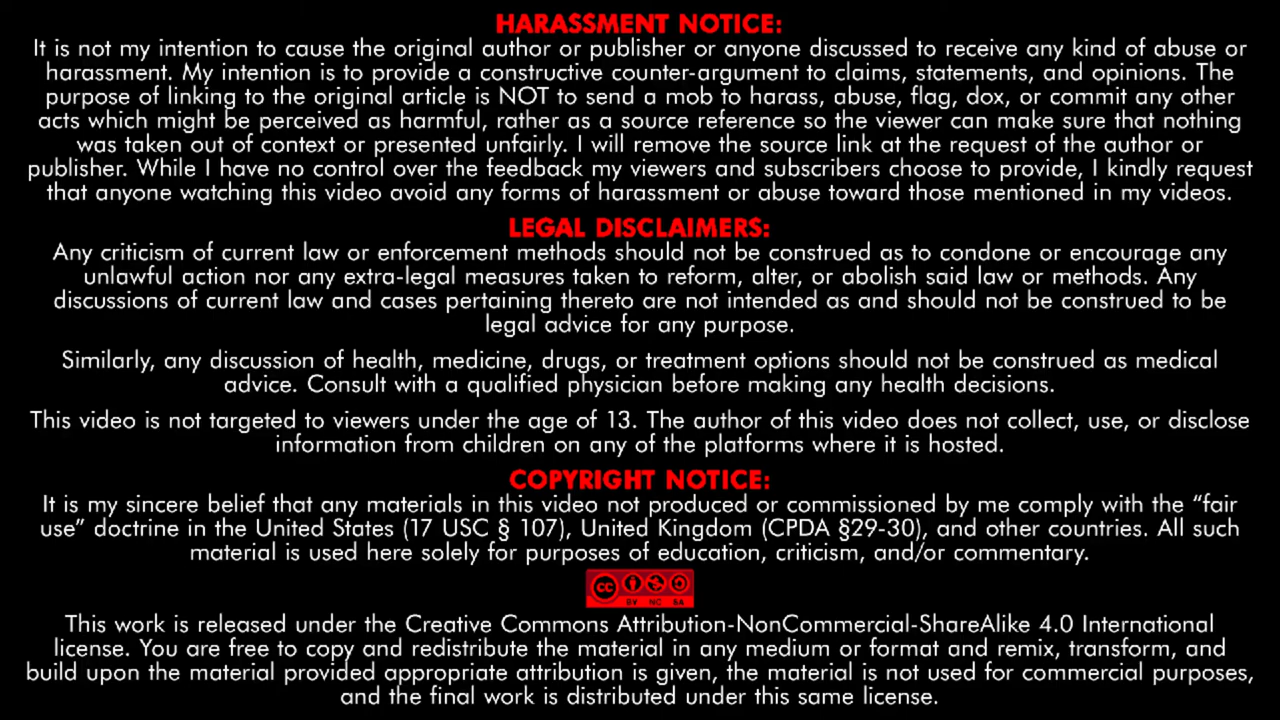 HARASSMENT NOTICE:
It is not my intention to cause the original author or publisher or anyone discussed to receive any kind of abuse or
harassment. My intention is to provide a constructive counter-argument to claims, statements, and opinions. The
purpose of linking to the original article is NOT to send a mob to harass, abuse, flag, dox, or commit any other
acts which might be perceived as harmful, rather as a source reference so the viewer can make sure that nothing
was taken out of context or presented unfairly. I will remove the source link at the request of the author or
publisher. While I have no control over the feedback my viewers and subscribers choose to provide, I kindly request
that anyone watching this video avoid any forms of harassment or abuse toward those mentioned in my videos.
LEGAL DISCLAIMERS:
Any criticism of current law or enforcement methods should not be construed as to condone or encourage any
unlawful action nor any extra-legal measures taken to reform, alter, or abolish said law or methods. Any
discussions of current law and cases pertaining thereto are not intended as and should not be construed to be
legal advice for any purpose.
Similarly, any discussion of health, medicine, drugs, or treatment options should not be construed as medical
advice. Consult with a qualified physician before making any health decisions.
This video is not targeted to viewers under the age of 13. The author of this video does not collect, use, or disclose
information from children on any of the platforms where it is hosted.
COPYRIGHT NOTICE:
It is my sincere belief that any materials in this video not produced or commissioned by me comply with the “fair
use” doctrine in the United States (17 USC § 107), United Kingdom (CPDA §29-30), and other countries. All such
material is used here solely for purposes of education, criticism, and/or commentary.
cc
BY NC SA
This work is released under the Creative Commons Attribution-NonCommercial-ShareAlike 4.0 International
license. You are free to copy and redistribute the material in any medium or format and remix, transform, and
build upon the material provided appropriate attribution is given, the material is not used for commercial purposes,
and the final work is distributed under this same license.